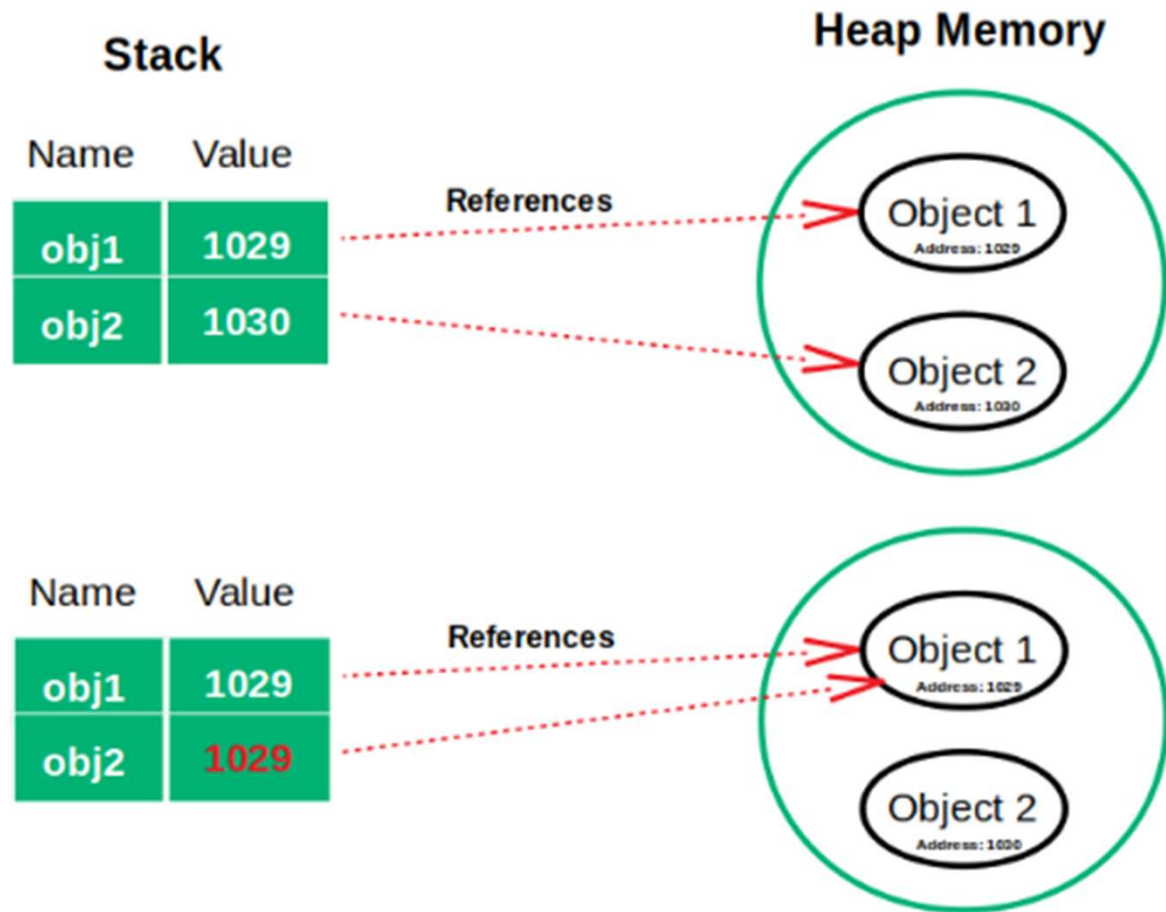 Stack
Heap Memory
Name Value
References
obj1 1029
obj2 1030
Object 1
Address: 1029
Object 2
Address: 1030
Name Value
References
obj1 1029
obj2 1029
Object 1
Address: 1029
Object 2
Address: 1030